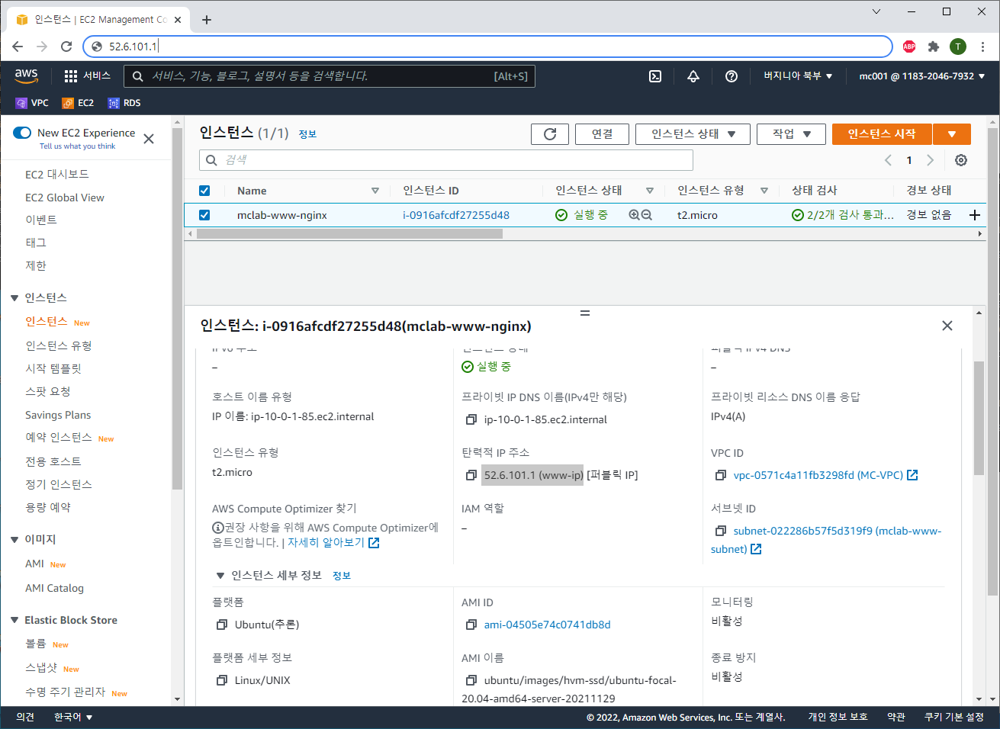 인스턴스 | EC2 Management Co
52.6.101.1
ABP
T
aws
서비스
서비스, 기능, 블로그, 설명서 등을 검색합니다.
[Alt+S]
버지니아 북부
mc001 @ 1183-2046-7932
VPC
EC2
RDS
New EC2 Experience
Tell us what you think
EC2 대시보드
EC2 Global View
이벤트
태그
제한
인스턴스
인스턴스 New
인스턴스 유형
시작 템플릿
스팟 요청
Savings Plans
예약 인스턴스 New
전용 호스트
정기 인스턴스
용량 예약
이미지
AMI New
AMI Catalog
Elastic Block Store
볼륨 New
스냅샷 New
수명 주기 관리자 New
인스턴스 (1/1) 정보
연결
인스턴스 상태
작업
인스턴스 시작
검색
1
Name
인스턴스 ID
인스턴스 상태
인스턴스 유형
상태 검사
경보 상태
mclab-www-nginx
i-0916afcdf27255d48
실행 중
t2.micro
2/2개 검사 통과...
경보 없음
인스턴스: i-0916afcdf27255d48(mclab-www-nginx)
IPv6 주소
–
인스턴스 상태
실행 중
퍼블릭 IPv4 DNS
–
호스트 이름 유형
IP 이름: ip-10-0-1-85.ec2.internal
프라이빗 IP DNS 이름(IPv4만 해당)
ip-10-0-1-85.ec2.internal
프라이빗 리소스 DNS 이름 응답
IPv4(A)
인스턴스 유형
t2.micro
탄력적 IP 주소
52.6.101.1 (www-ip) [퍼블릭 IP]
VPC ID
vpc-0571c4a11fb3298fd (MC-VPC)
AWS Compute Optimizer 찾기
권장 사항을 위해 AWS Compute Optimizer에
옵트인합니다. | 자세히 알아보기
IAM 역할
–
서브넷 ID
subnet-022286b57f5d319f9 (mclab-www-
subnet)
인스턴스 세부 정보 정보
플랫폼
Ubuntu(추론)
AMI ID
ami-04505e74c0741db8d
모니터링
비활성
플랫폼 세부 정보
Linux/UNIX
AMI 이름
ubuntu/images/hvm-ssd/ubuntu-focal-
20.04-amd64-server-20211129
종료 방지
비활성
의견
한국어
© 2022, Amazon Web Services, Inc. 또는 계열사.
개인 정보 보호
약관
쿠키 기본 설정